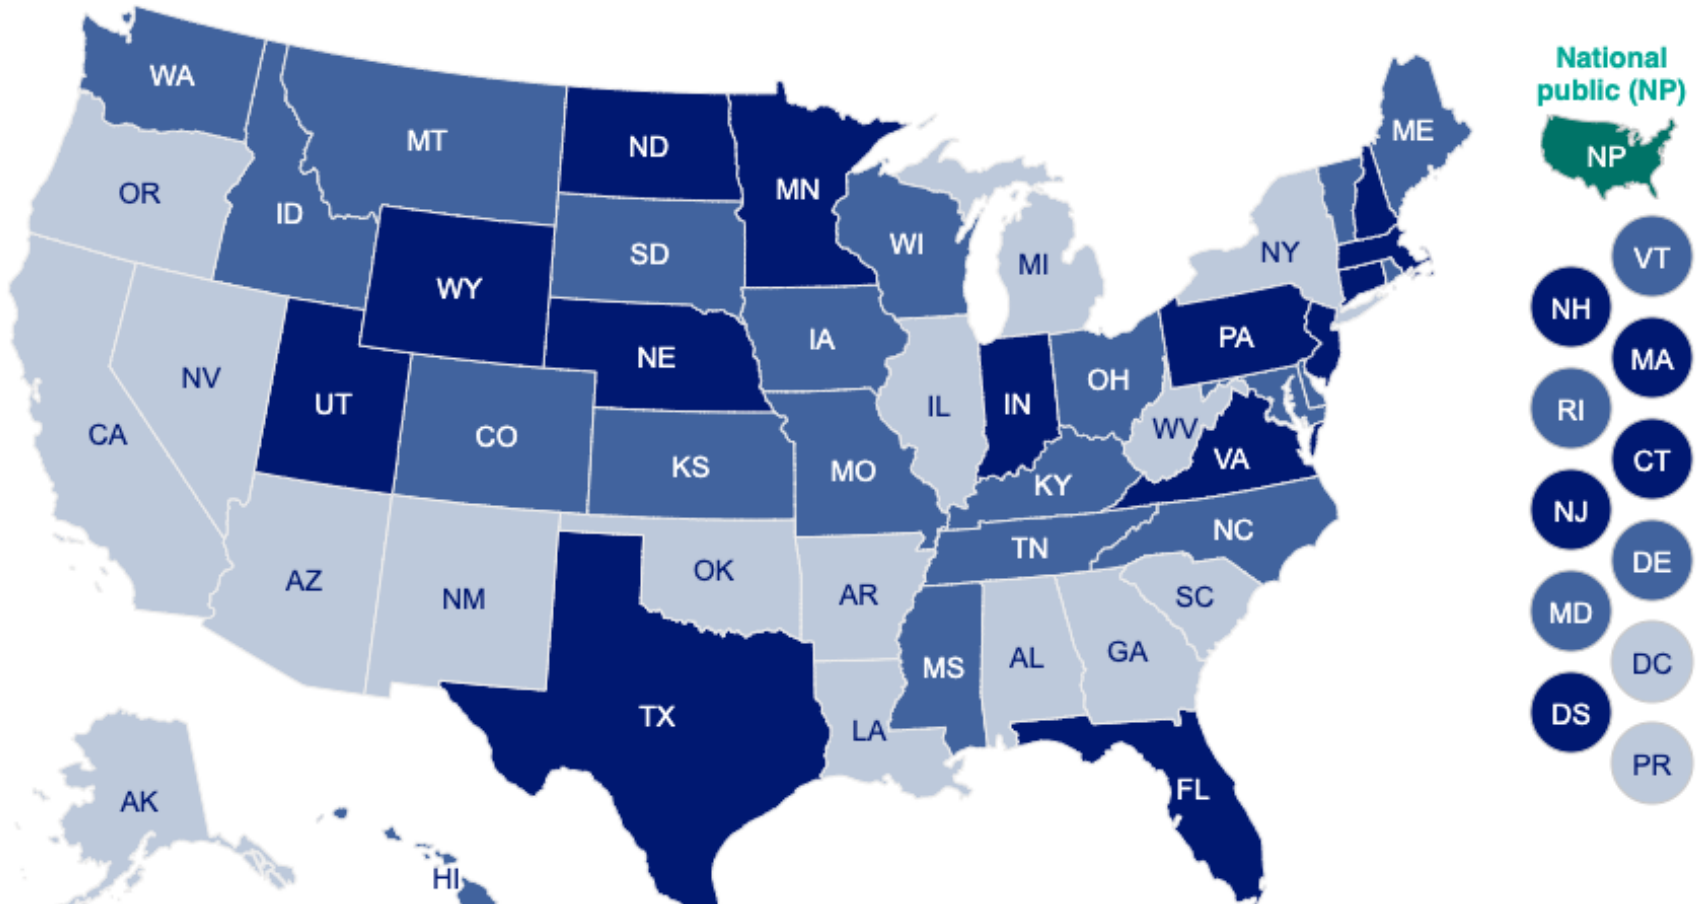 WA
MT
ND
MN
OR
ID
SD
WI
MI
NY
ME
National
public (NP)
NP
WY
IA
PA
NE
NV
UT
CO
CA
KS
MO
IL
IN
OH
WV
VA
KY
NC
TN
AZ
NM
OK
AR
SC
MS
AL
GA
TX
LA
FL
AK
HI
VT
NH
MA
RI
CT
NJ
DE
MD
DC
DS
PR